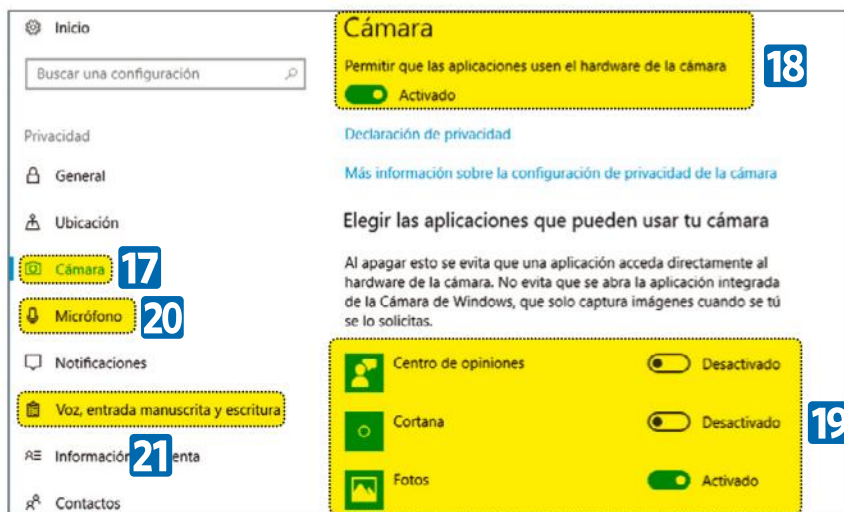 Inicio
Buscar una configuración
Privacidad
General
Ubicación
Cámara
17
Micrófono
20
Notificaciones
Voz, entrada manuscrita y escritura
21
Información enta
Contactos
Cámara
Permitir que las aplicaciones usen el hardware de la cámara
Activado
18
Declaración de privacidad
Más información sobre la configuración de privacidad de la cámara
Elegir las aplicaciones que pueden usar tu cámara
Al apagar esto se evita que una aplicación acceda directamente al
hardware de la cámara. No evita que se abra la aplicación integrada
de la Cámara de Windows, que solo captura imágenes cuando se tú
se lo solicitas.
Centro de opiniones Desactivado
Cortana Desactivado
19
Fotos Activado